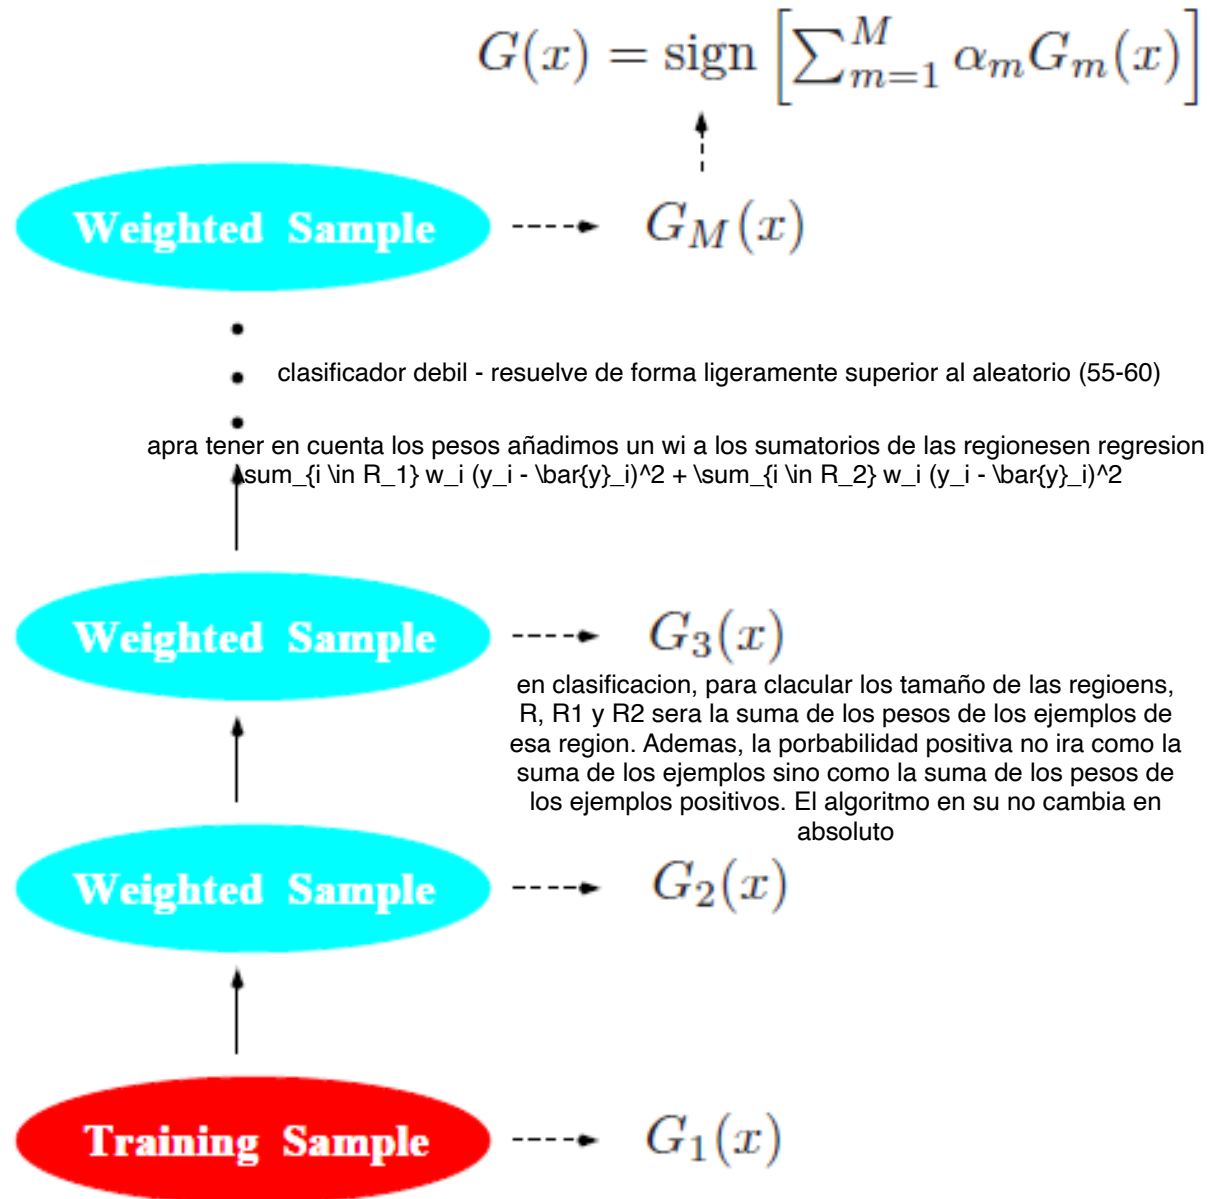 G(x) = sign [∑_{m=1}^{M} α_m G_m(x)]
Weighted Sample
G_M(x)
clasificador debil - resuelve de forma ligeramente superior al aleatorio (55-60)
apra tener en cuenta los pesos añadimos un wi a los sumatorios de las regionesen regresion
\sum_{i \in R_1} w_i (y_i - \bar{y}_i)^2 + \sum_{i \in R_2} w_i (y_i - \bar{y}_i)^2
Weighted Sample
G_3(x)
en clasificacion, para clacular los tamaño de las regioens,
R, R1 y R2 sera la suma de los pesos de los ejemplos de
esa region. Ademas, la porbabilidad positiva no ira como la
suma de los ejemplos sino como la suma de los pesos de
los ejemplos positivos. El algoritmo en su no cambia en
absoluto
Weighted Sample
G_2(x)
Training Sample
G_1(x)